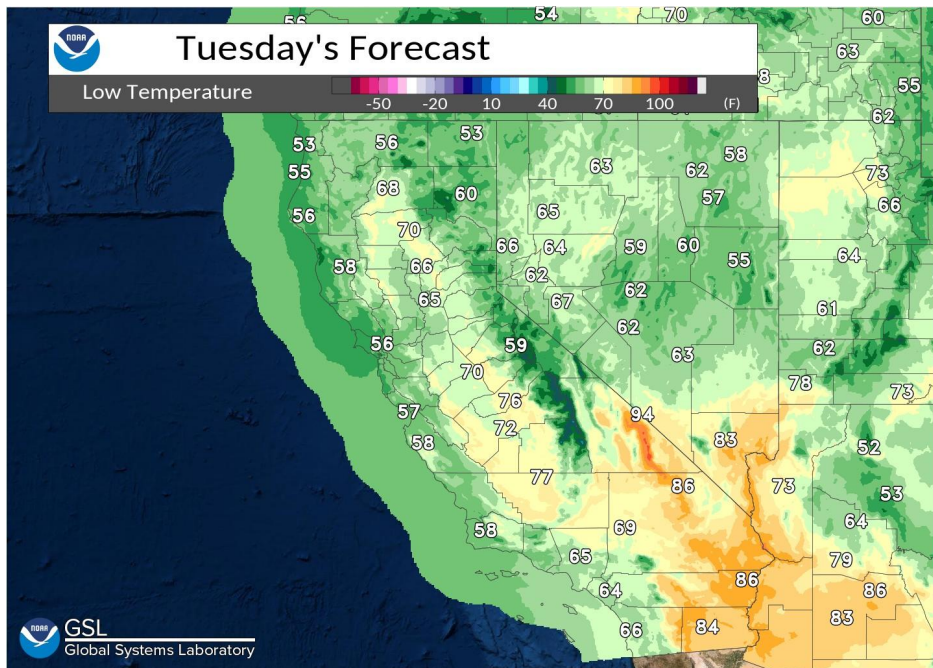 56 54 70 60
NOAA
Tuesday's Forecast
63
Low Temperature
-50 -20 10 40 70 100 (F)
55
62
53 56 53 58
55 63 62 73
68 60 57 66
56 65
70
66 64 59 60 64
58 66 62 55
65 67 62 61
62
56 59 63 62
70 78 73
76
57 94
58 72 83 52
77 86 73 53
58 69 64
65 79
64 86 86
66 84 83
NOAA
GSL
Global Systems Laboratory